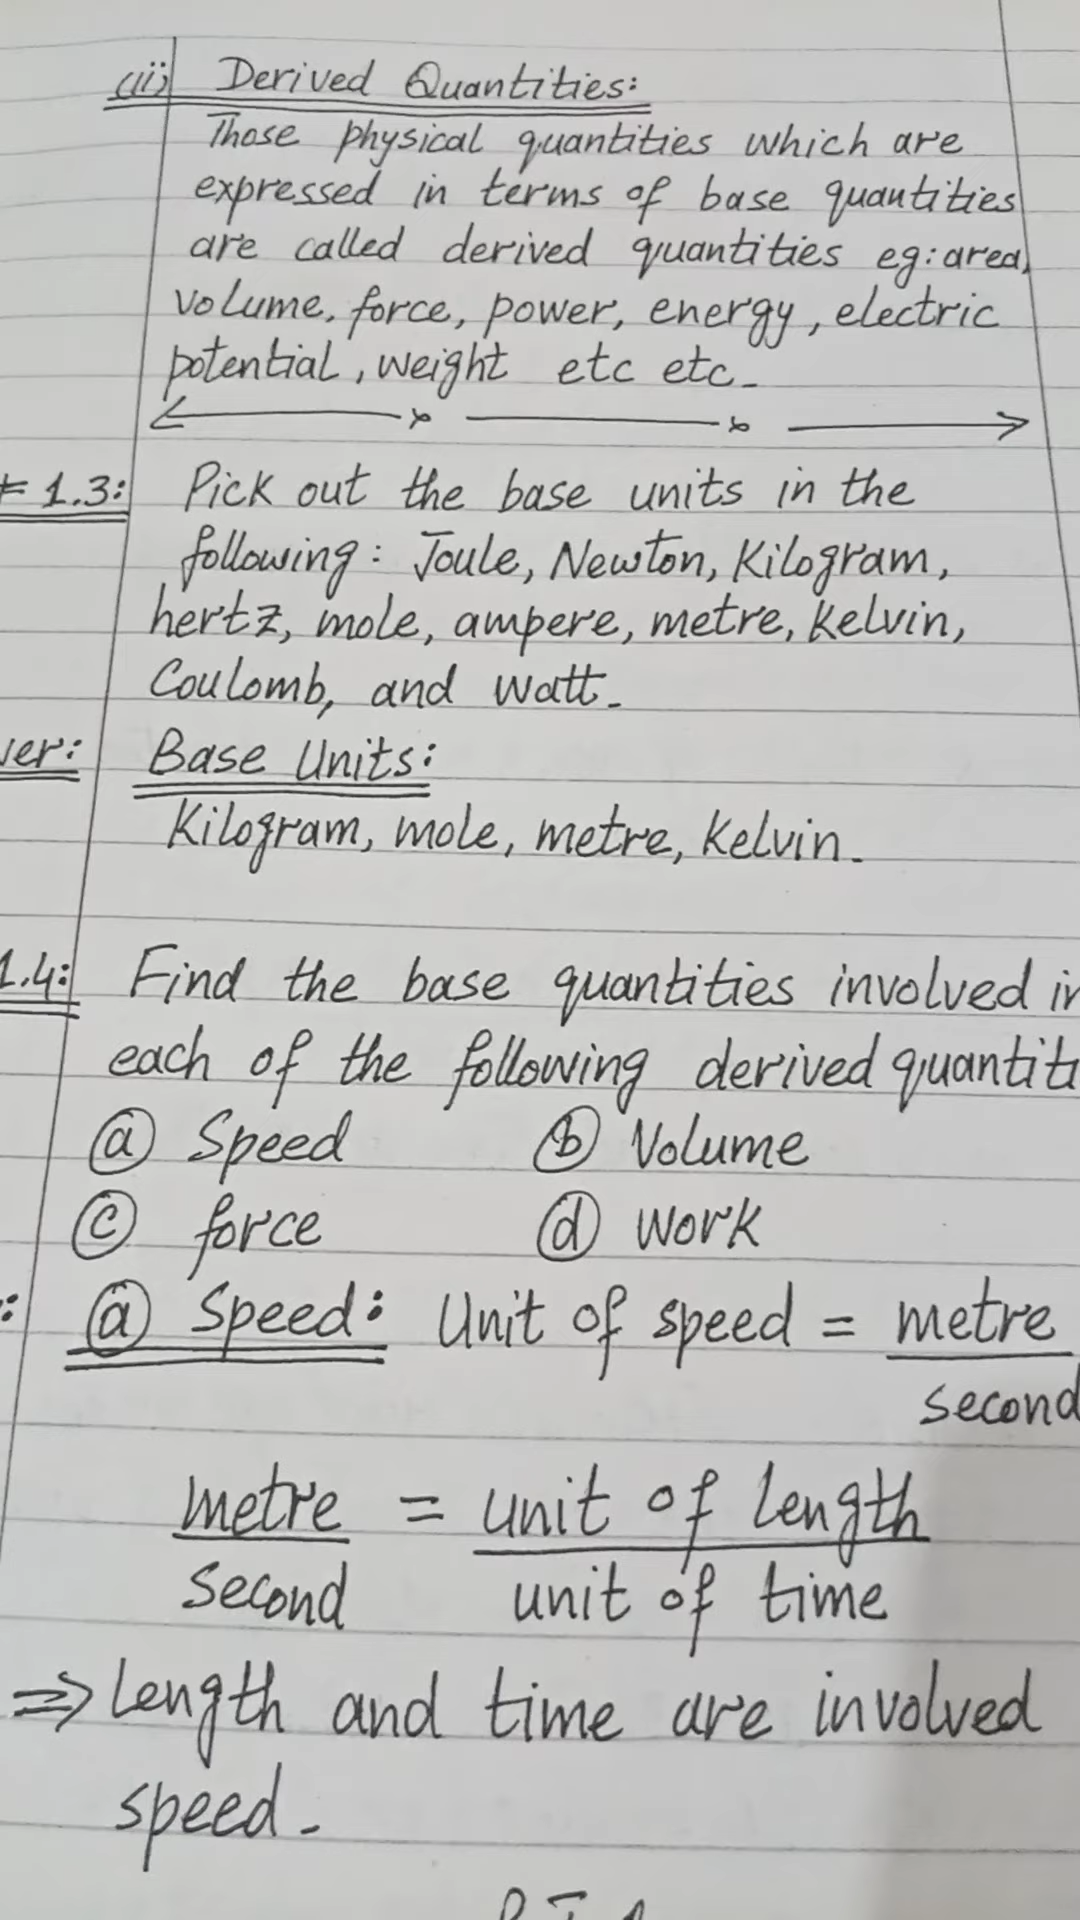 (ii) Derived Quantities:
Those physical quantities which are
expressed in terms of base quantities
are called derived quantities eg: area,
volume, force, power, energy, electric
potential, weight etc etc.
1.3: Pick out the base units in the
following: Joule, Newton, Kilogram,
hertz, mole, ampere, metre, kelvin,
Coulomb, and watt.
ver: Base Units:
Kilogram, mole, metre, kelvin.
1.4: Find the base quantities involved in
each of the following derived quantiti
(a) Speed (b) Volume
(c) force (d) work
: (a) Speed: Unit of speed = metre
second
metre = unit of length
second unit of time
⇒ Length and time are involved
speed.